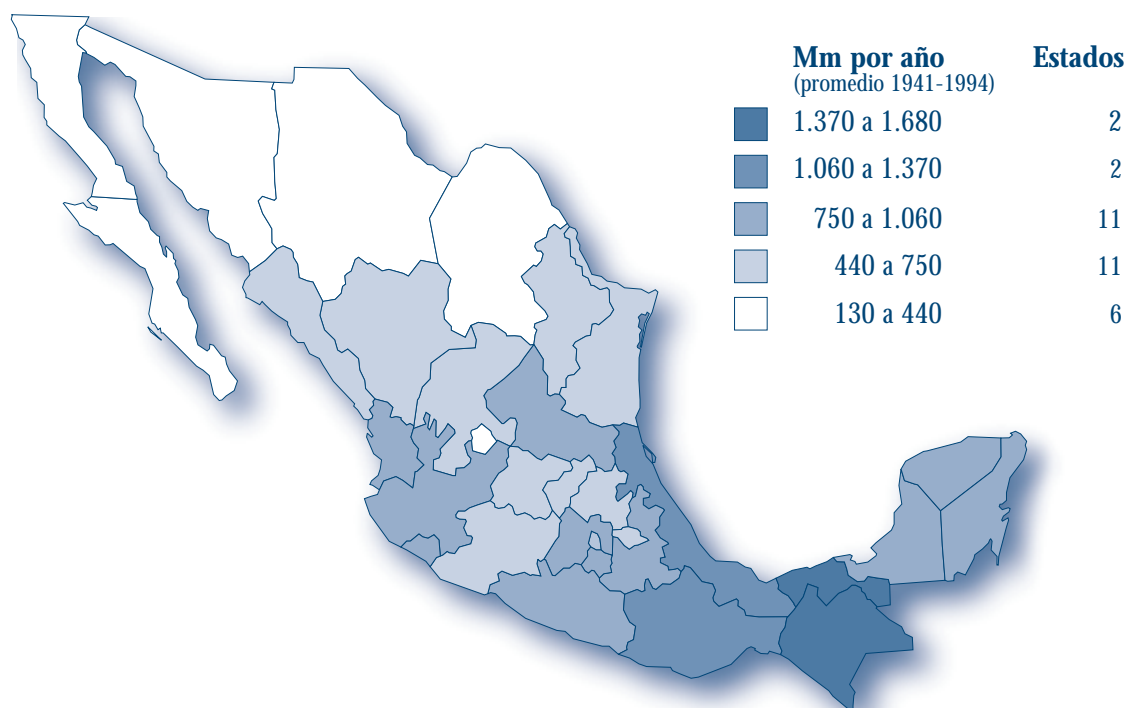 Mm por año Estados
(promedio 1941-1994)
1.370 a 1.680 2
1.060 a 1.370 2
750 a 1.060 11
440 a 750 11
130 a 440 6